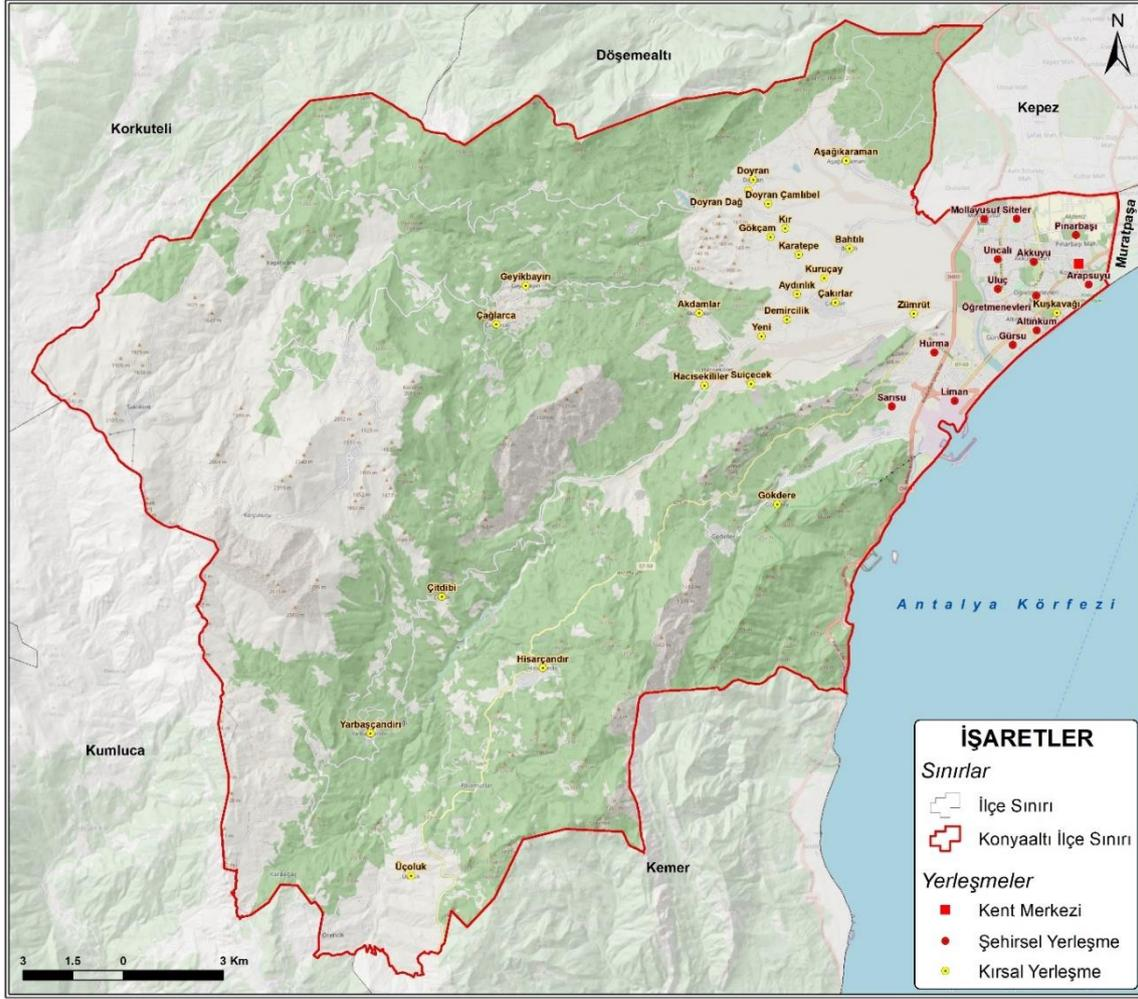 N
Döşemealtı
Korkuteli
Kepez
Aşağıkaraman
Doyran
Doyran Çamlıbel
Doyran Dağ
Mollayusuf Siteler
Kır
Pınarbaşı
Gökçam
Bahtılı
Muratpaşa
Karatepe
Uncalı
Akkuyu
Kuruçay
Arapsuyu
Geyikbayırı
Uluç
Aydınlık
Çakırlar
Akdamlar
Öğretmenevleri
Kuşkavağı
Zümrüt
Çağlarca
Demircilik
Altınkum
Yeni
Gürsu
Hurma
Hacısekililer Suiçecek
Sarısu
Liman
Gökdere
Çitdibi
Antalya Körfezi
Hisarçandır
Yarbaşçandırı
Kumluca
Üçoluk
Kemer
İŞARETLER
Sınırlar
İlçe Sınırı
Konyaaltı İlçe Sınırı
Yerleşmeler
Kent Merkezi
Şehirsel Yerleşme
Kırsal Yerleşme
3 1.5 0 3 Km